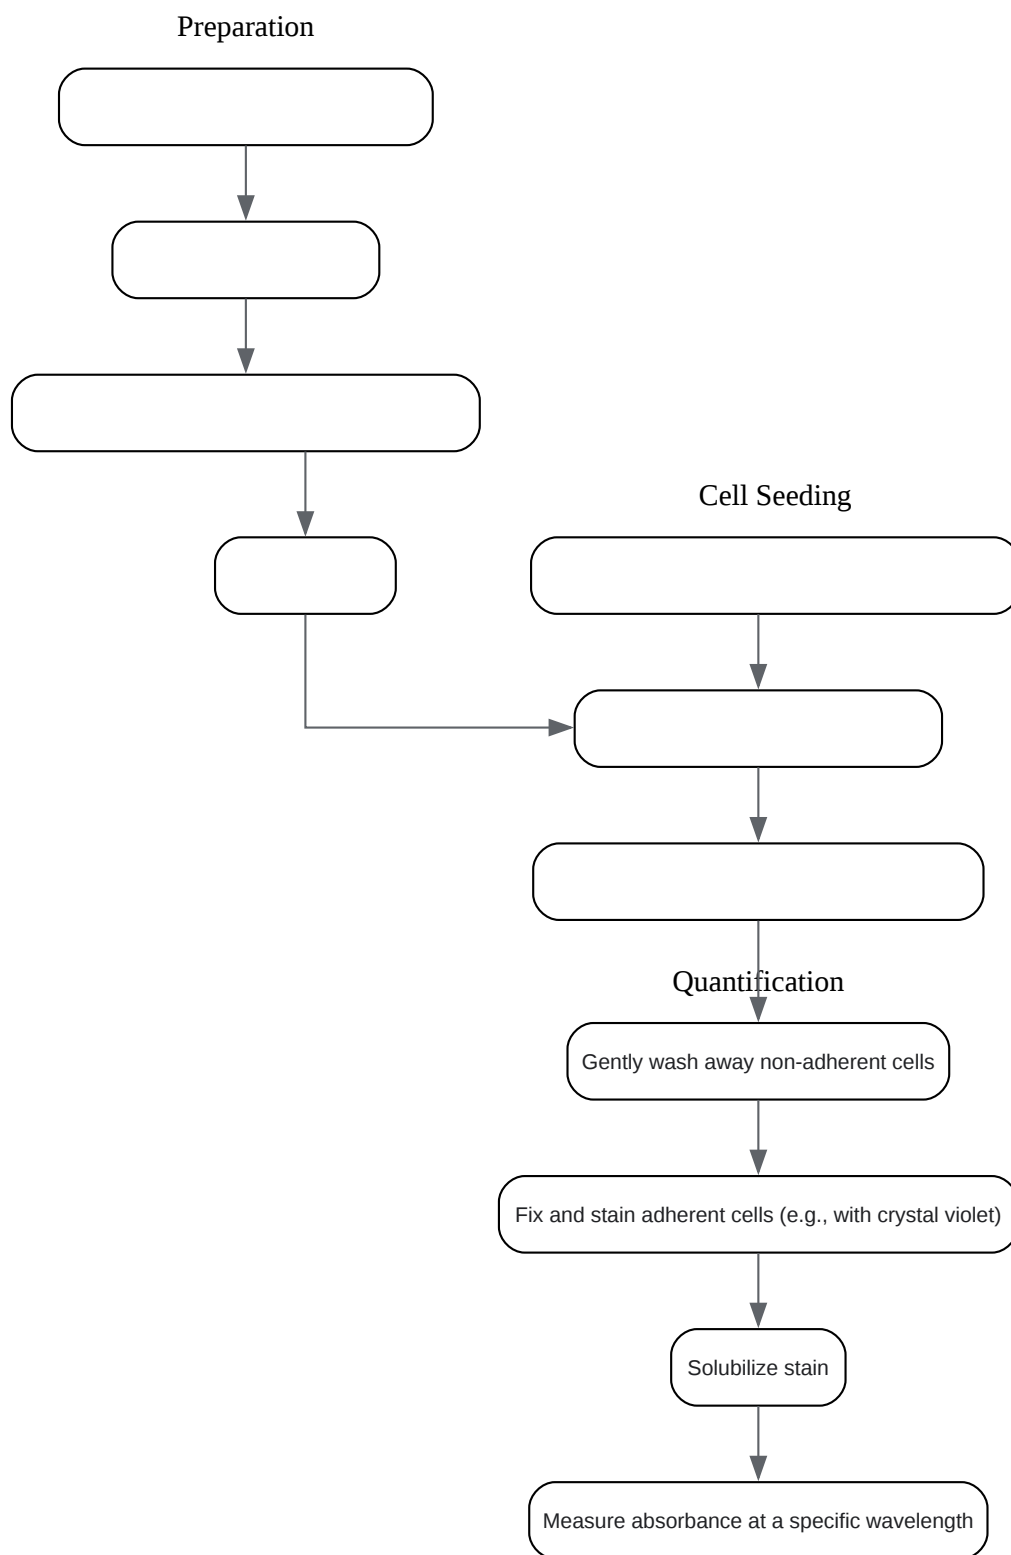 Preparation
Cell Seeding
Quantification
Gently wash away non-adherent cells
Fix and stain adherent cells (e.g., with crystal violet)
Solubilize stain
Measure absorbance at a specific wavelength